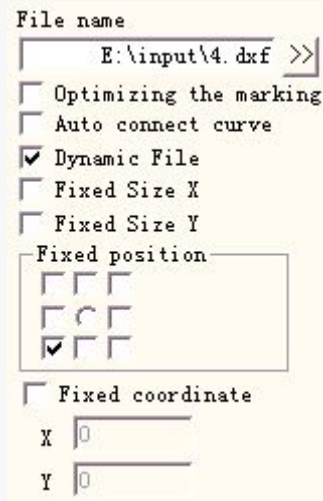 File name
E:\input\4.dxf >>
Optimizing the marking
Auto connect curve
Dynamic File
Fixed Size X
Fixed Size Y
Fixed position
Fixed coordinate
X 0
Y 0